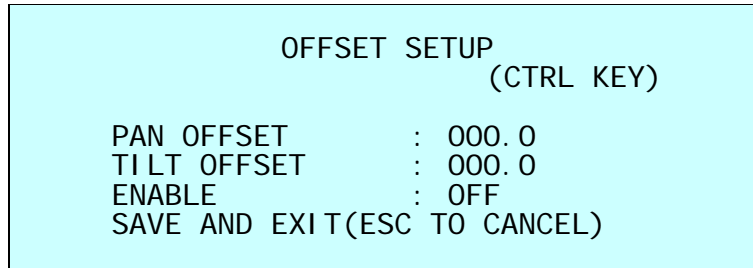 OFFSET SETUP
(CTRL KEY)
PAN OFFSET : 000.0
TILT OFFSET : 000.0
ENABLE : OFF
SAVE AND EXIT(ESC TO CANCEL)